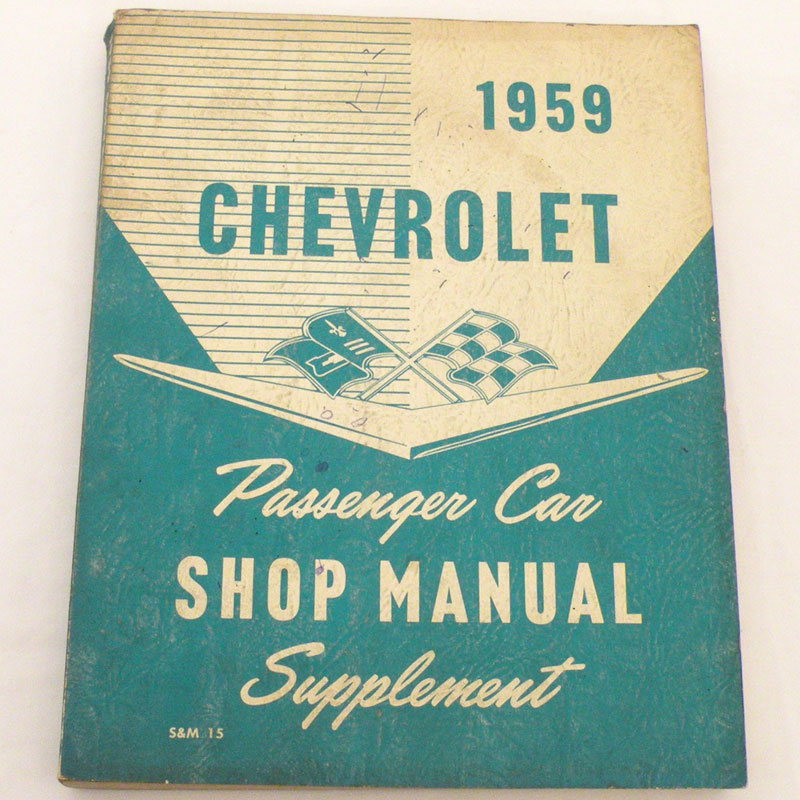 1959
CHEVROLET
Passenger Car
SHOP MANUAL
Supplement
S&M 15